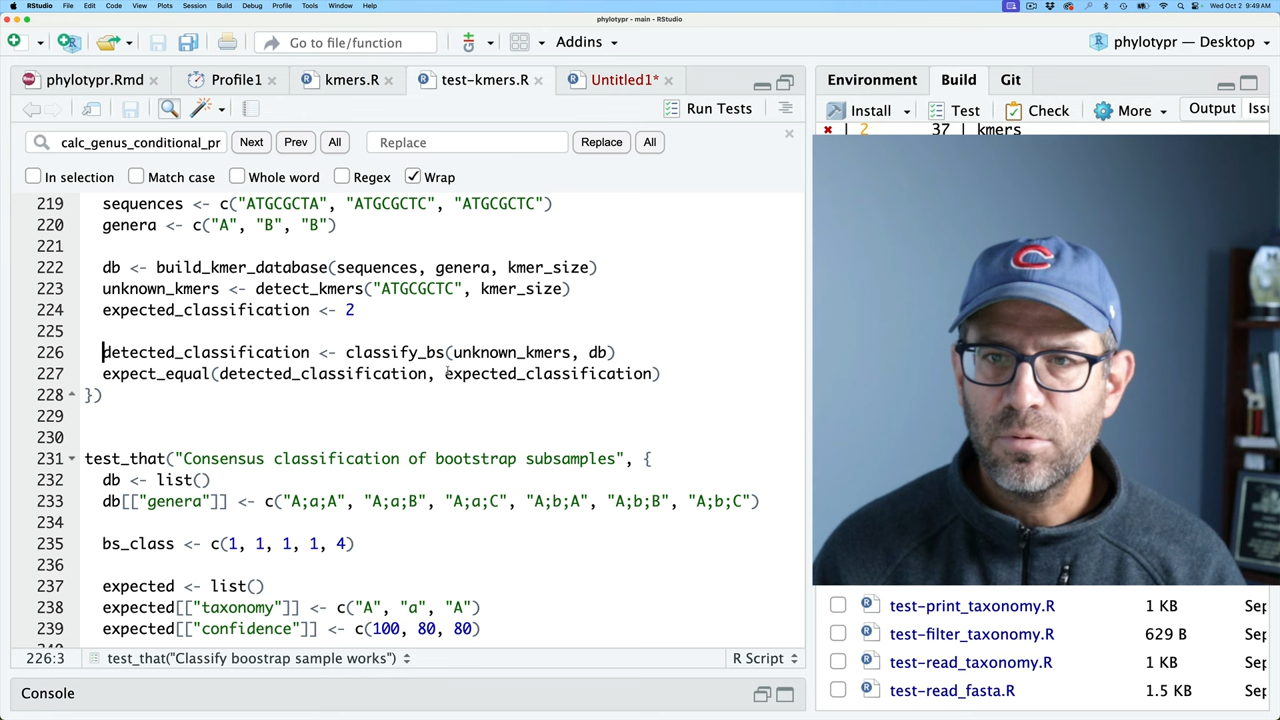 RStudio File Edit Code View Plots Session Build Debug Profile Tools Window Help
Wed Oct 2 9:49 AM
phylotypr - main - RStudio
Go to file/function
Addins
phylotypr — Desktop
phylotypr.Rmd
Profile1
kmers.R
test-kmers.R
Untitled1*
Environment Build Git
Run Tests
Install Test Check More Output
calc_genus_conditional_pr Next Prev All Replace Replace All
2 37 | kmers
In selection Match case Whole word Regex Wrap
219 sequences <- c("ATGCGCTA", "ATGCGCTC", "ATGCGCTC")
220 genera <- c("A", "B", "B")
221
222 db <- build_kmer_database(sequences, genera, kmer_size)
223 unknown_kmers <- detect_kmers("ATGCGCTC", kmer_size)
224 expected_classification <- 2
225
226 detected_classification <- classify_bs(unknown_kmers, db)
227 expect_equal(detected_classification, expected_classification)
228 })
229
230
231 test_that("Consensus classification of bootstrap subsamples", {
232 db <- list()
233 db[["genera"]] <- c("A;a;A", "A;a;B", "A;a;C", "A;b;A", "A;b;B", "A;b;C")
234
235 bs_class <- c(1, 1, 1, 1, 4)
236
237 expected <- list()
238 expected[["taxonomy"]] <- c("A", "a", "A")
239 expected[["confidence"]] <- c(100, 80, 80)
226:3 test_that("Classify boostrap sample works") R Script
Console
test-print_taxonomy.R 1 KB
test-filter_taxonomy.R 629 B
test-read_taxonomy.R 1 KB
test-read_fasta.R 1.5 KB